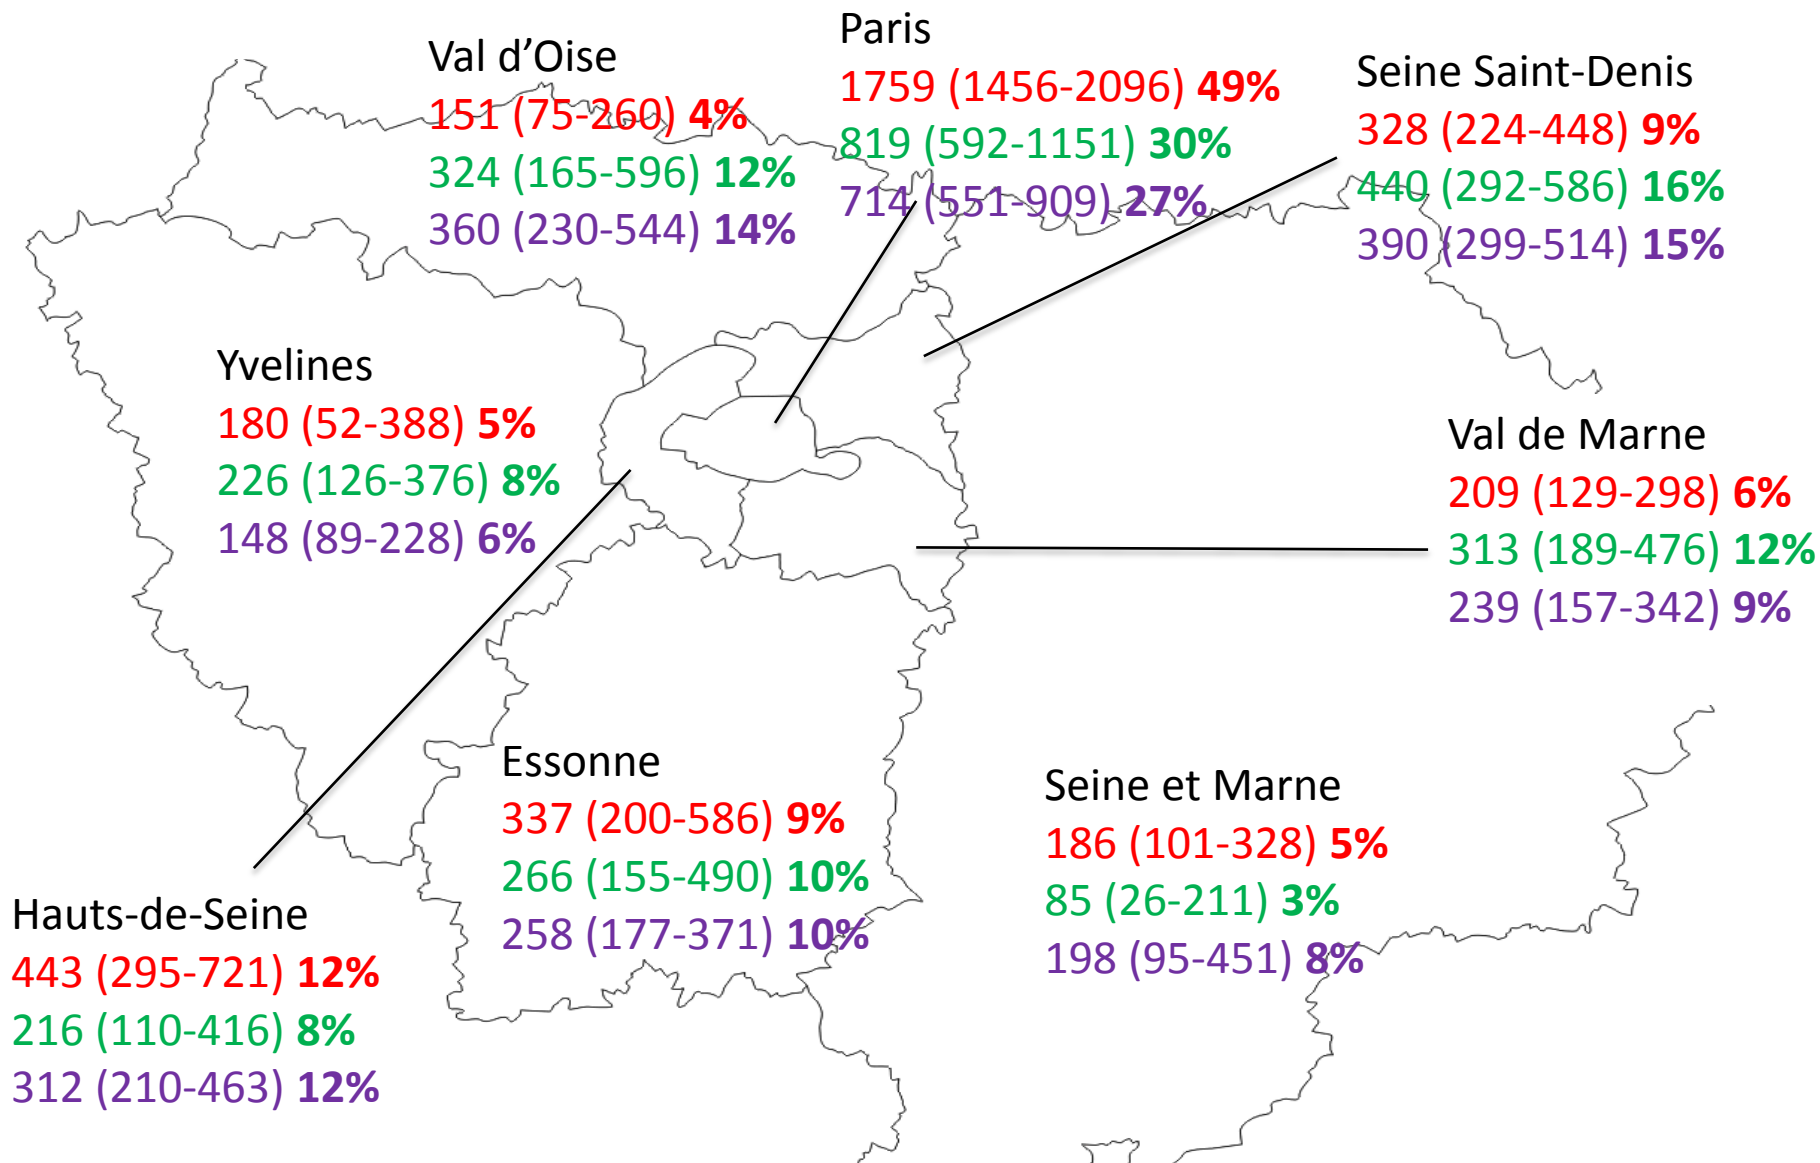 Val d’Oise
151 (75-260) 4%
324 (165-596) 12%
360 (230-544) 14%
Paris
1759 (1456-2096) 49%
819 (592-1151) 30%
714 (551-909) 27%
Seine Saint-Denis
328 (224-448) 9%
440 (292-586) 16%
390 (299-514) 15%
Yvelines
180 (52-388) 5%
226 (126-376) 8%
148 (89-228) 6%
Val de Marne
209 (129-298) 6%
313 (189-476) 12%
239 (157-342) 9%
Essonne
337 (200-586) 9%
266 (155-490) 10%
258 (177-371) 10%
Seine et Marne
186 (101-328) 5%
85 (26-211) 3%
198 (95-451) 8%
Hauts-de-Seine
443 (295-721) 12%
216 (110-416) 8%
312 (210-463) 12%